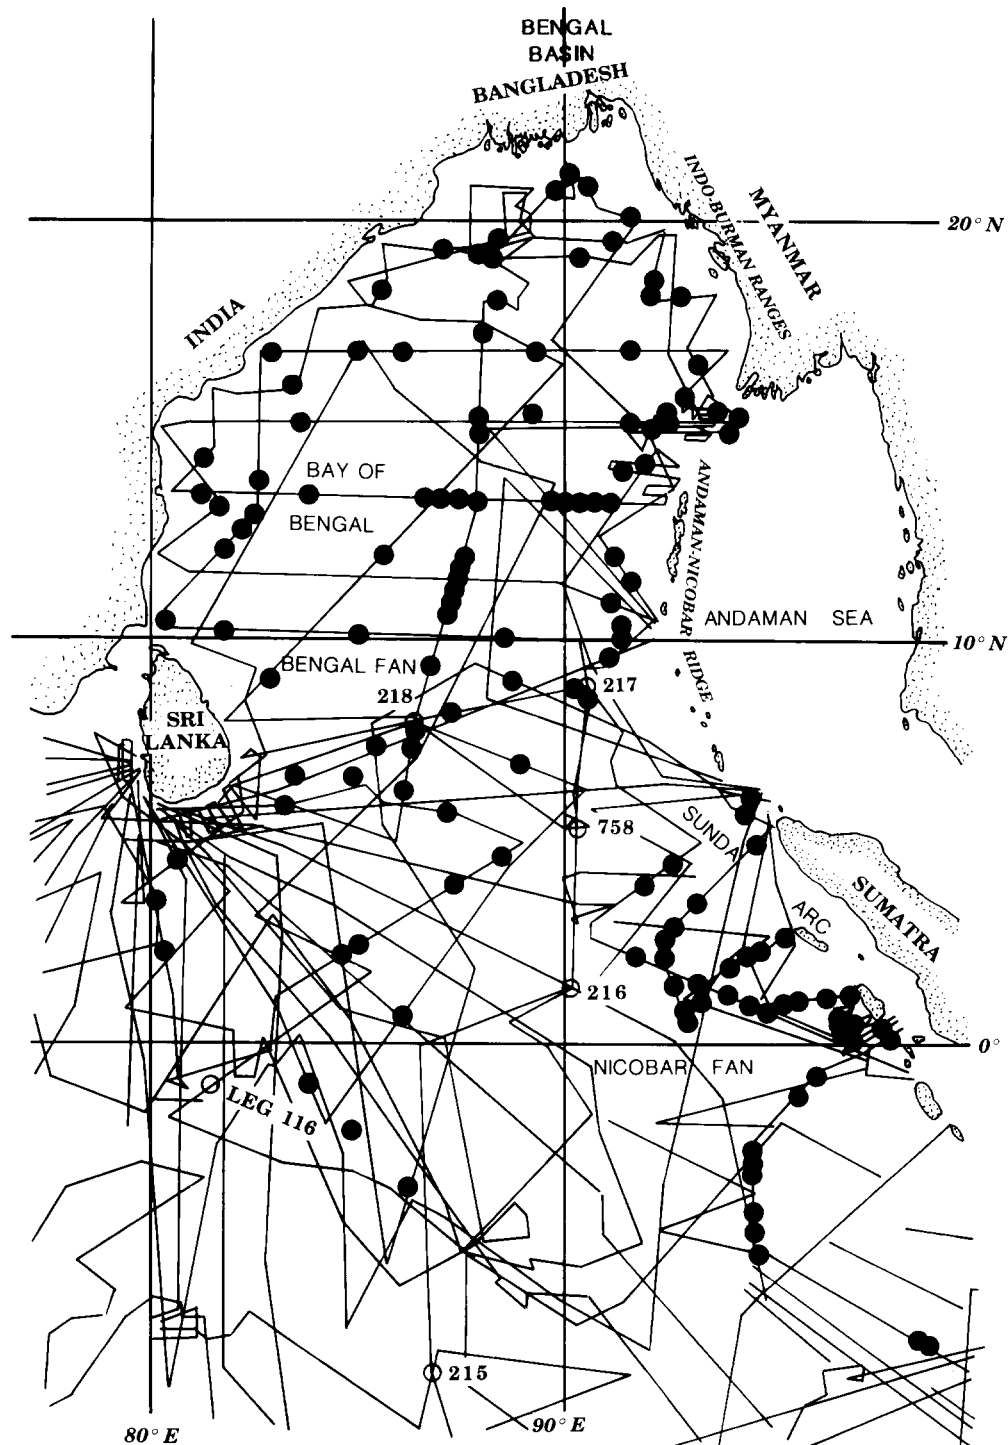 BENGAL
BASIN
BANGLADESH
20° N
INDO-BURMAN RANGES
MYANMAR
INDIA
BAY OF
BENGAL
ANDAMAN-NICOBAR
RIDGE
ANDAMAN SEA
10° N
BENGAL FAN
217
218
SRI
LANKA
758
SUNDA
ARC
SUMATRA
216
0°
NICOBAR FAN
LEG 116
215
80° E
90° E